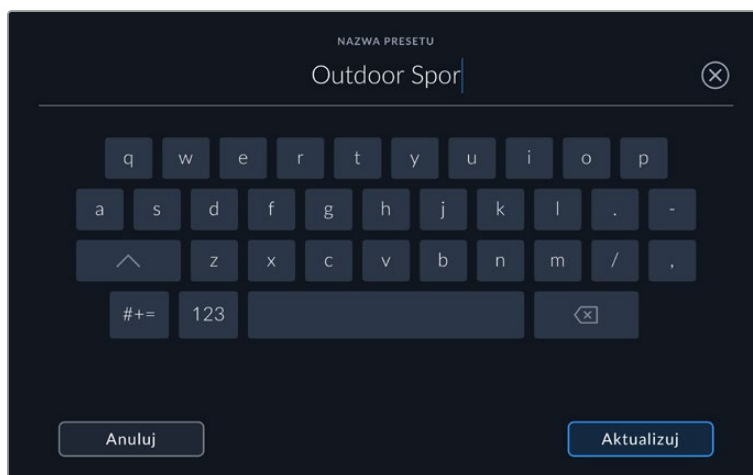 NAZWA PRESETU
Outdoor Spor
q w e r t y u i o p
a s d f g h j k l . -
z x c v b n m / ,
#+= 123
Anuluj Aktualizuj